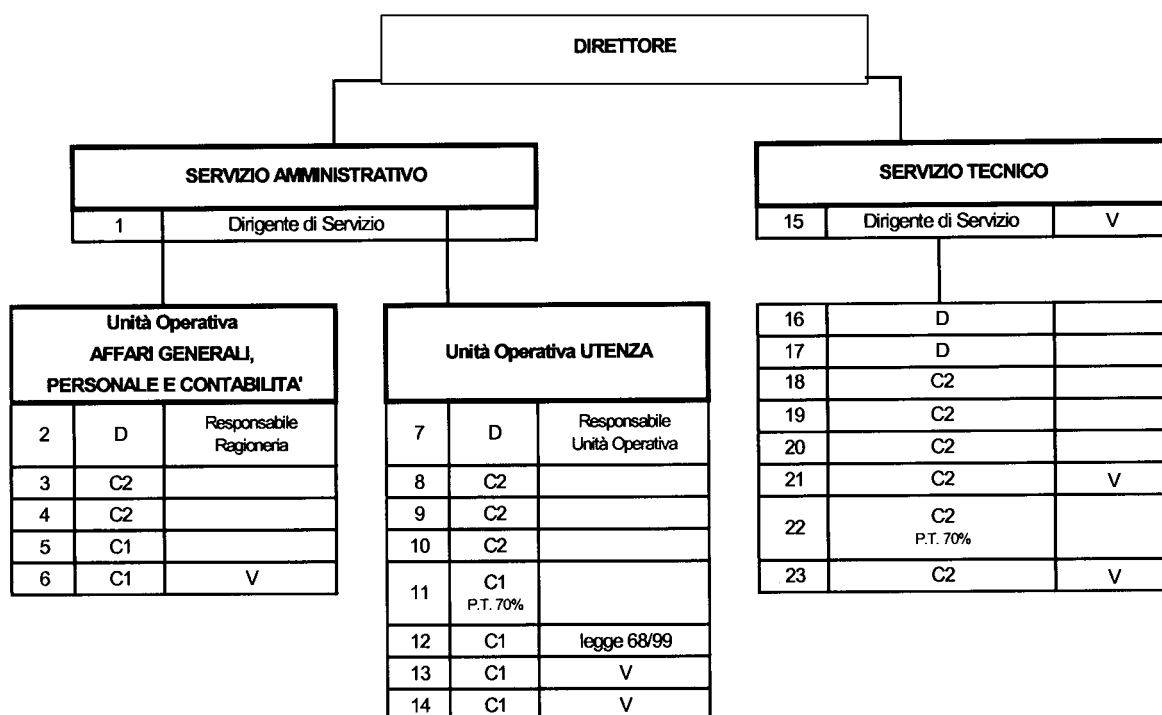 DIRETTORE
SERVIZIO AMMINISTRATIVO
1 Dirigente di Servizio
SERVIZIO TECNICO
15 Dirigente di Servizio V
Unità Operativa
AFFARI GENERALI,
PERSONALE E CONTABILITA'
2 D Responsabile
Ragioneria
3 C2
4 C2
5 C1
6 C1 V
Unità Operativa UTENZA
7 D Responsabile
Unità Operativa
8 C2
9 C2
10 C2
11 C1
P.T. 70%
12 C1 legge 68/99
13 C1 V
14 C1 V
16 D
17 D
18 C2
19 C2
20 C2
21 C2 V
22 C2
P.T. 70%
23 C2 V